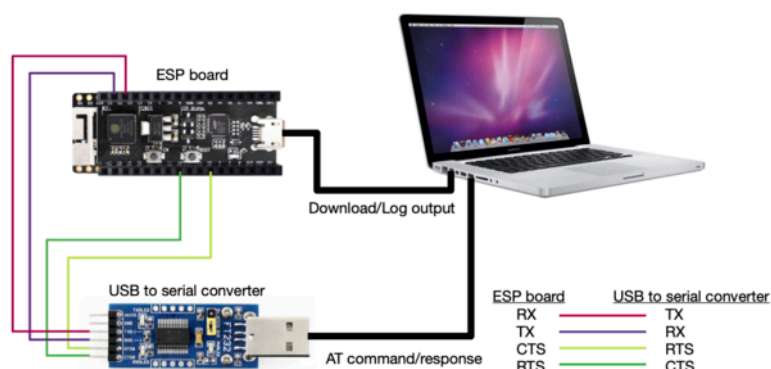 ESP board
Download/Log output
USB to serial converter
FT232
AT command/response
ESP board USB to serial converter
RX TX
TX RX
CTS RTS
RTS CTS